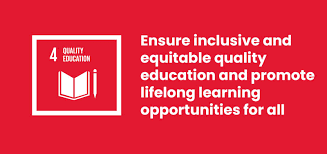 4 QUALITY
EDUCATION
Ensure inclusive and
equitable quality
education and promote
lifelong learning
opportunities for all